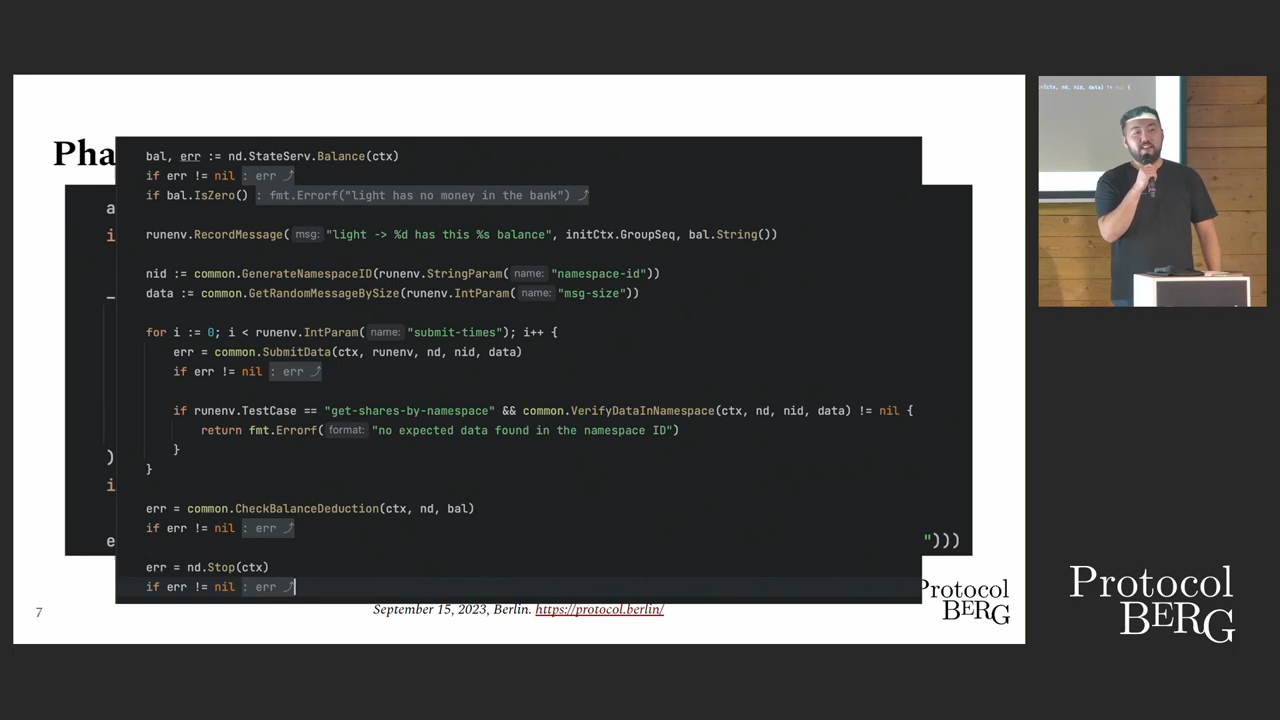 Pha
a
i
)
i
e
")))
bal, err := nd.StateServ.Balance(ctx)
if err != nil : err
if bal.IsZero() : fmt.Errorf("light has no money in the bank")
runenv.RecordMessage( msg: "light -> %d has this %s balance", initCtx.GroupSeq, bal.String())
nid := common.GenerateNamespaceID(runenv.StringParam( name: "namespace-id"))
data := common.GetRandomMessageBySize(runenv.IntParam( name: "msg-size"))
for i := 0; i < runenv.IntParam( name: "submit-times"); i++ {
err = common.SubmitData(ctx, runenv, nd, nid, data)
if err != nil : err
if runenv.TestCase == "get-shares-by-namespace" && common.VerifyDataInNamespace(ctx, nd, nid, data) != nil {
return fmt.Errorf( format: "no expected data found in the namespace ID")
}
}
err = common.CheckBalanceDeduction(ctx, nd, bal)
if err != nil : err
err = nd.Stop(ctx)
if err != nil : err
7
September 15, 2023, Berlin. https://protocol.berlin/
Protocol
BERG
(ctx, nd, nid, data) != nil {
Protocol
BERG